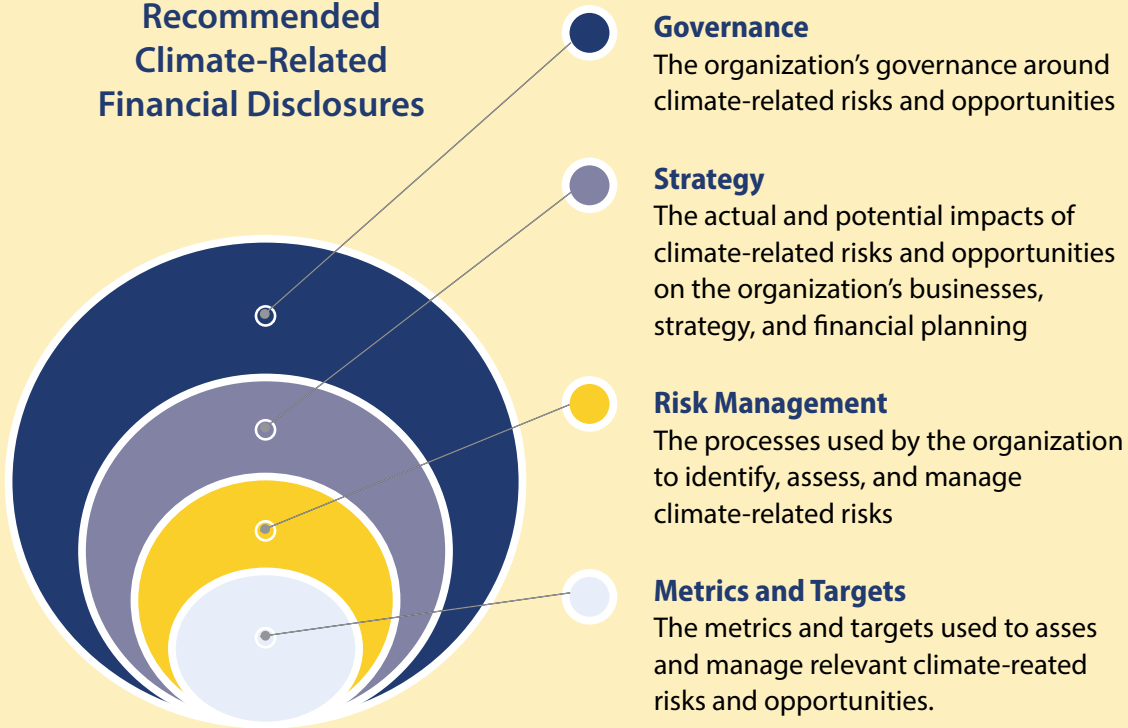 Recommended
Climate-Related
Financial Disclosures
Governance
The organization’s governance around
climate-related risks and opportunities
Strategy
The actual and potential impacts of
climate-related risks and opportunities
on the organization’s businesses,
strategy, and financial planning
Risk Management
The processes used by the organization
to identify, assess, and manage
climate-related risks
Metrics and Targets
The metrics and targets used to asses
and manage relevant climate-reated
risks and opportunities.